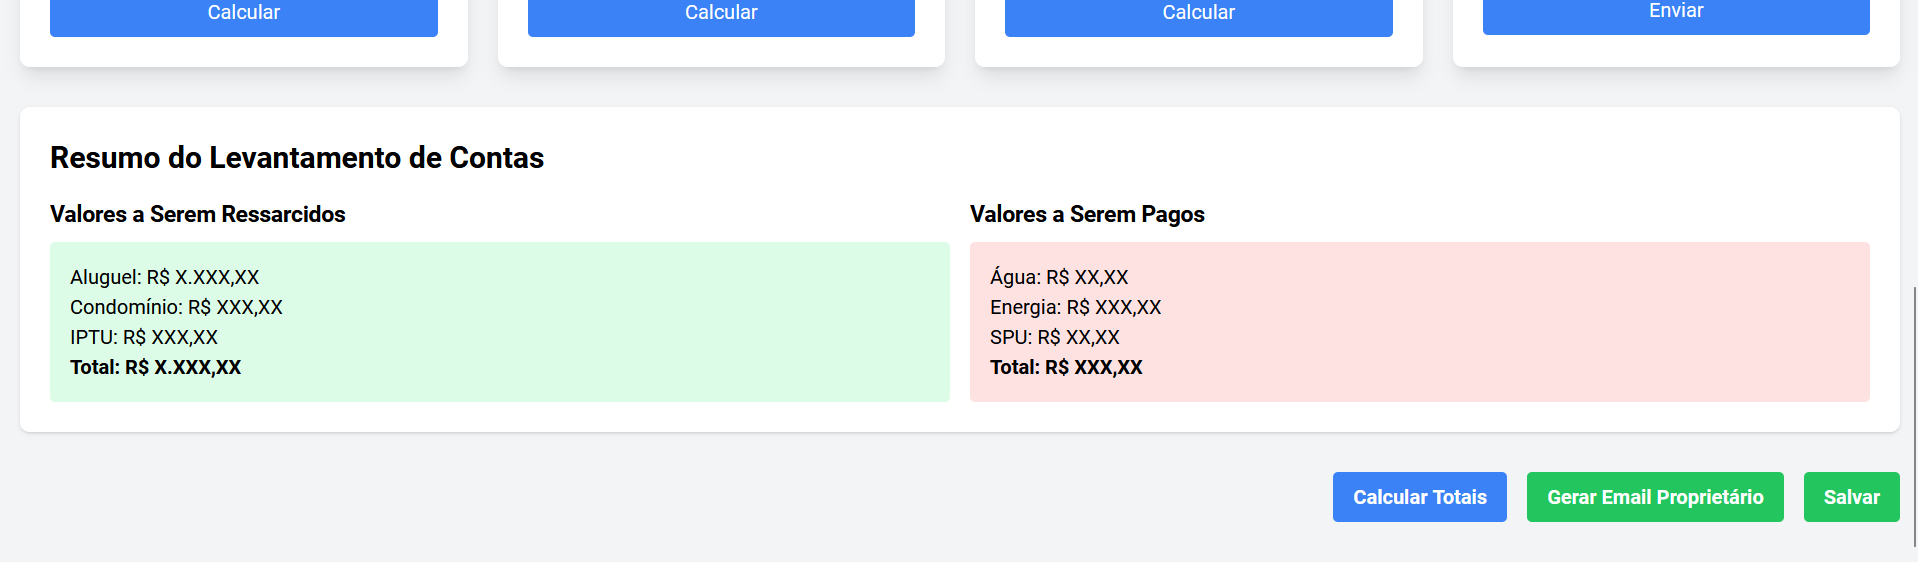 Calcular
Calcular
Calcular
Enviar
Resumo do Levantamento de Contas
Valores a Serem Ressarcidos
Aluguel: R$ X.XXX,XX
Condomínio: R$ XXX,XX
IPTU: R$ XXX,XX
Total: R$ X.XXX,XX
Valores a Serem Pagos
Água: R$ XX,XX
Energia: R$ XXX,XX
SPU: R$ XX,XX
Total: R$ XXX,XX
Calcular Totais
Gerar Email Proprietário
Salvar